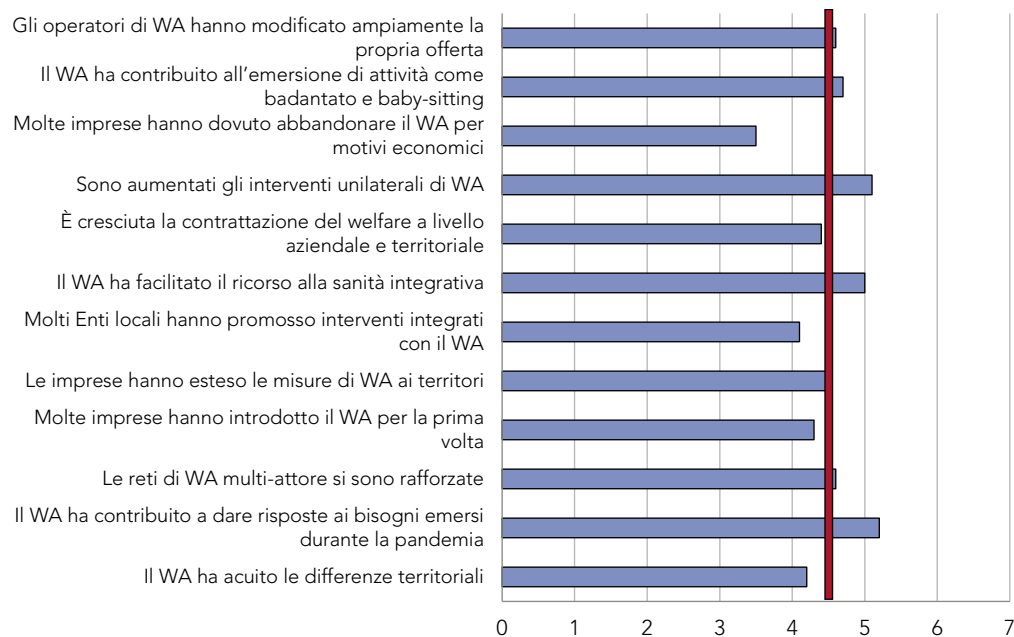 Gli operatori di WA hanno modificato ampiamente la
propria offerta
Il WA ha contribuito all’emersione di attività come
badantato e baby-sitting
Molte imprese hanno dovuto abbandonare il WA per
motivi economici
Sono aumentati gli interventi unilaterali di WA
È cresciuta la contrattazione del welfare a livello
aziendale e territoriale
Il WA ha facilitato il ricorso alla sanità integrativa
Molti Enti locali hanno promosso interventi integrati
con il WA
Le imprese hanno esteso le misure di WA ai territori
Molte imprese hanno introdotto il WA per la prima
volta
Le reti di WA multi-attore si sono rafforzate
Il WA ha contribuito a dare risposte ai bisogni emersi
durante la pandemia
Il WA ha acuito le differenze territoriali
0 1 2 3 4 5 6 7